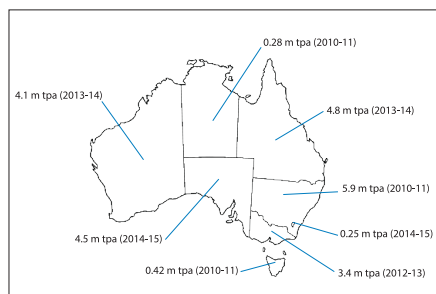 0.28 m tpa (2010-11)
4.1 m tpa (2013-14)
4.8 m tpa (2013-14)
5.9 m tpa (2010-11)
0.25 m tpa (2014-15)
4.5 m tpa (2014-15)
0.42 m tpa (2010-11)
3.4 m tpa (2012-13)